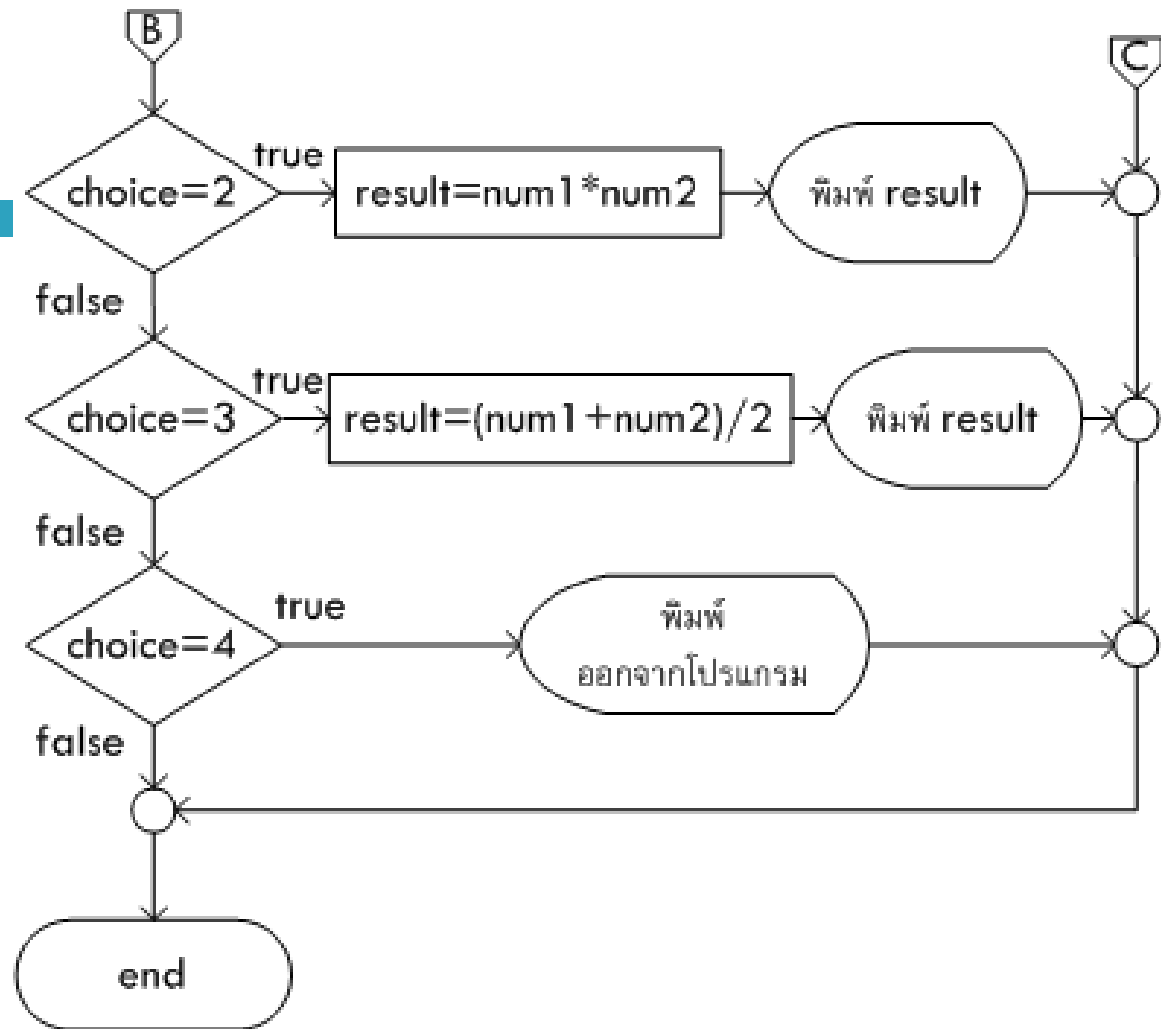 B
C
true
choice=2
result=num1*num2
พิมพ์ result
false
true
choice=3
result=(num1+num2)/2
พิมพ์ result
false
true
choice=4
พิมพ์
ออกจากโปรแกรม
false
end